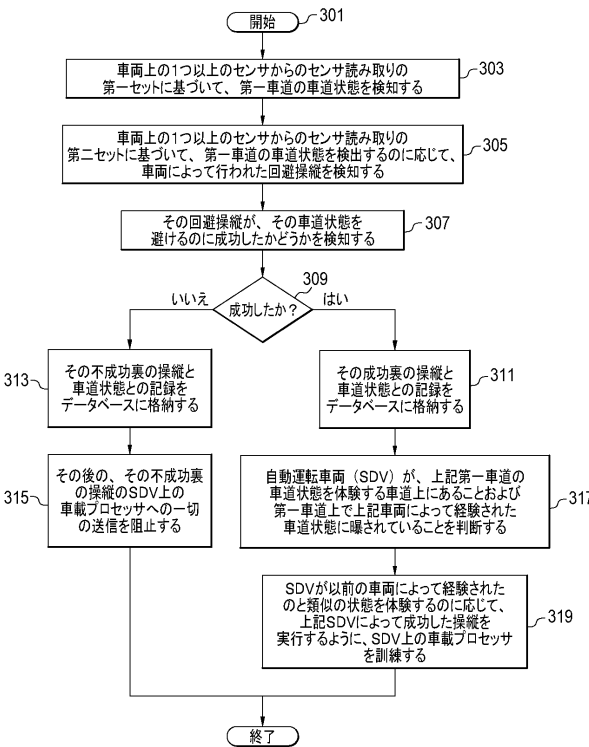 開始
301
車両上の1つ以上のセンサからのセンサ読み取りの
第一セットに基づいて、第一車道の車道状態を検知する
303
車両上の1つ以上のセンサからのセンサ読み取りの
第二セットに基づいて、第一車道の車道状態を検出するのに応じて、
車両によって行われた回避操縦を検知する
305
その回避操縦が、その車道状態を
避けるのに成功したかどうかを検知する
307
309
成功したか？
いいえ
はい
その不成功裏の操縦と
車道状態との記録を
データベースに格納する
313
その成功裏の操縦と
車道状態との記録を
データベースに格納する
311
その後の、その不成功裏
の操縦のSDV上の
車載プロセッサへの一切
の送信を阻止する
315
自動運転車両（SDV）が、上記第一車道の
車道状態を体験する車道上にあることおよび
第一車道上で上記車両によって経験された
車道状態に曝されていることを判断する
317
SDVが以前の車両によって経験された
のと類似の状態を体験するのに応じて、
上記SDVによって成功した操縦を
実行するように、SDV上の車載プロセッサ
を訓練する
319
終了